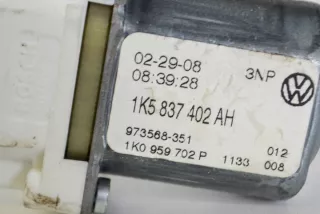 02-29-08 3NP
08:39:28
1K5 837 402 AH
973568-351 012
1K0 959 702 P 1133 008